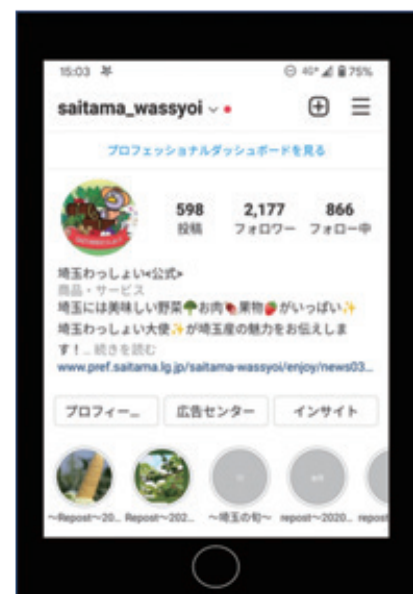 15:03
4G+ 75%
saitama_wassyoi
プロフェッショナルダッシュボードを見る
598 2,177 866
投稿 フォロワー フォロー中
埼玉わっしょい<公式>
商品・サービス
埼玉には美味しい野菜🥦お肉🍖果物🍓がいっぱい✨
埼玉わっしょい大使✨が埼玉産の魅力をお伝えしま
す！... 続きを読む
www.pref.saitama.lg.jp/saitama-wassyoi/enjoy/news03...
プロフィー... 広告センター インサイト
～Repost～20... Repost～202... ～埼玉の旬～ repost～2020... repost